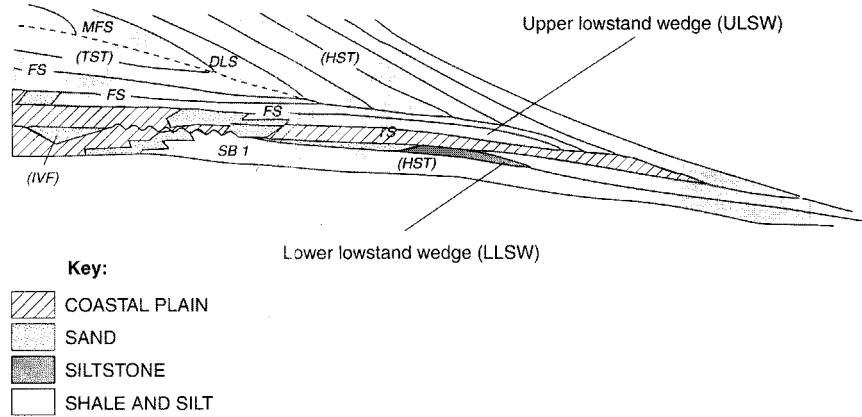 Upper lowstand wedge (ULSW)
MFS
(TST)
DLS
(HST)
FS
FS
FS
TS
SB 1
(HST)
(IVF)
Lower lowstand wedge (LLSW)
Key:
COASTAL PLAIN
SAND
SILTSTONE
SHALE AND SILT